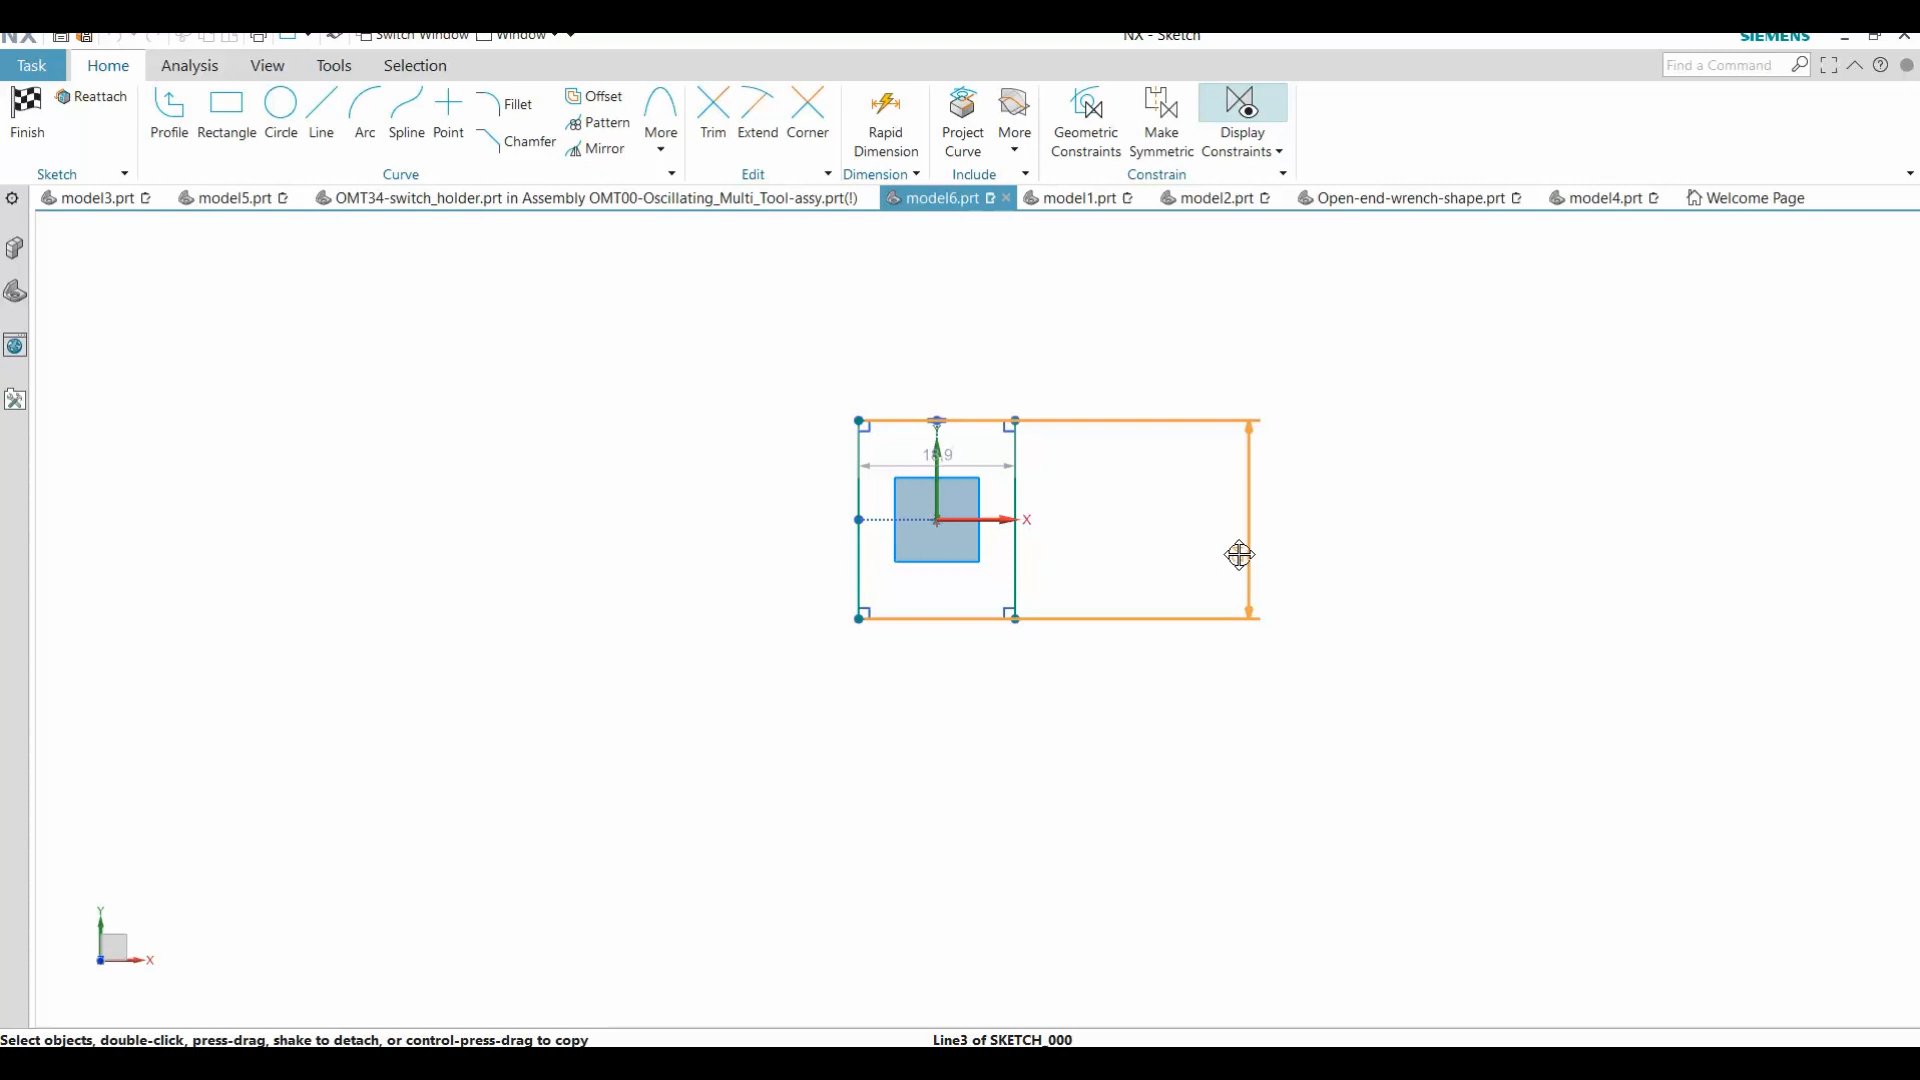 NX Switch Window Window NX - Sketch SIEMENS
Task Home Analysis View Tools Selection Find a Command
Finish Reattach Profile Rectangle Circle Line Arc Spline Point Fillet Chamfer Offset Pattern Mirror More Trim Extend Corner Rapid Dimension Project Curve More Geometric Constraints Make Symmetric Display Constraints
Sketch Curve Edit Dimension Include Constrain
model3.prt model5.prt OMT34-switch_holder.prt in Assembly OMT00-Oscillating_Multi_Tool-assy.prt(!) model6.prt model1.prt model2.prt Open-end-wrench-shape.prt model4.prt Welcome Page
Y
X
Y
X
Select objects, double-click, press-drag, shake to detach, or control-press-drag to copy Line3 of SKETCH_000